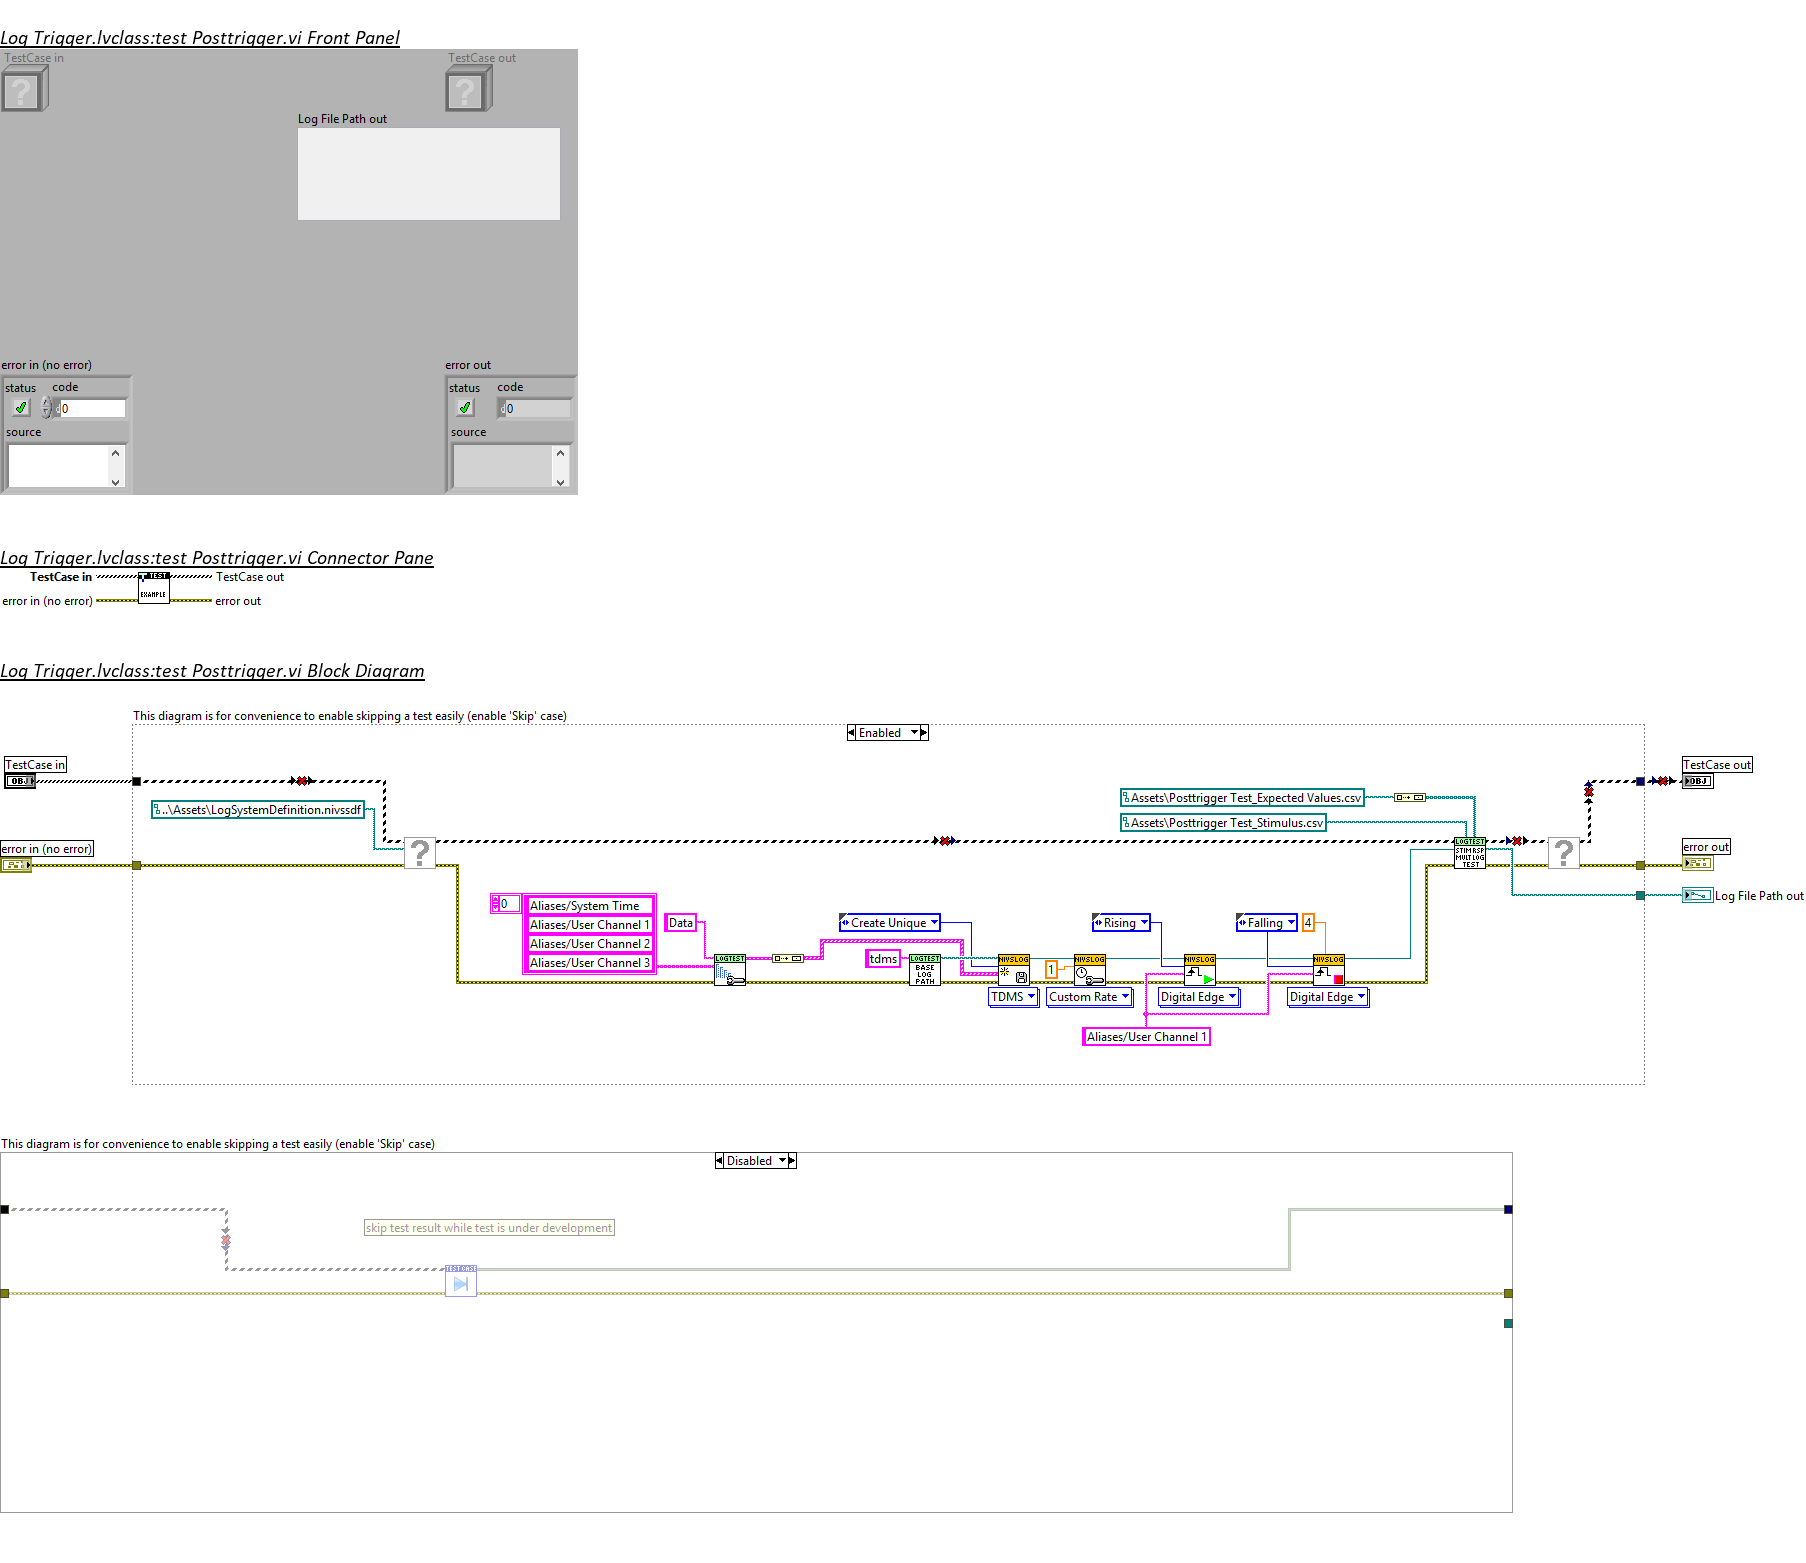 Log Trigger.lvclass:test Posttrigger.vi Front Panel
TestCase in
TestCase out
?
?
Log File Path out
error in (no error)
error out
status code
status code
d 0
d 0
source
source
Log Trigger.lvclass:test Posttrigger.vi Connector Pane
TestCase in
TEST
EXAMPLE
TestCase out
error in (no error)
error out
Log Trigger.lvclass:test Posttrigger.vi Block Diagram
This diagram is for convenience to enable skipping a test easily (enable 'Skip' case)
Enabled
TestCase in
OBJ
TestCase out
OBJ
..\Assets\LogSystemDefinition.nivssdf
Assets\Posttrigger Test_Expected Values.csv
Assets\Posttrigger Test_Stimulus.csv
error in (no error)
?
LOGTEST
STIM RSP
MULT LOG
TEST
?
error out
Log File Path out
0
Aliases/System Time
Aliases/User Channel 1
Aliases/User Channel 2
Aliases/User Channel 3
Data
Create Unique
Rising
Falling
4
LOGTEST
tdms
LOGTEST
BASE
LOG
PATH
NIVSLOG
1
NIVSLOG
NIVSLOG
NIVSLOG
TDMS
Custom Rate
Digital Edge
Digital Edge
Aliases/User Channel 1
This diagram is for convenience to enable skipping a test easily (enable 'Skip' case)
Disabled
skip test result while test is under development
TEST CASE